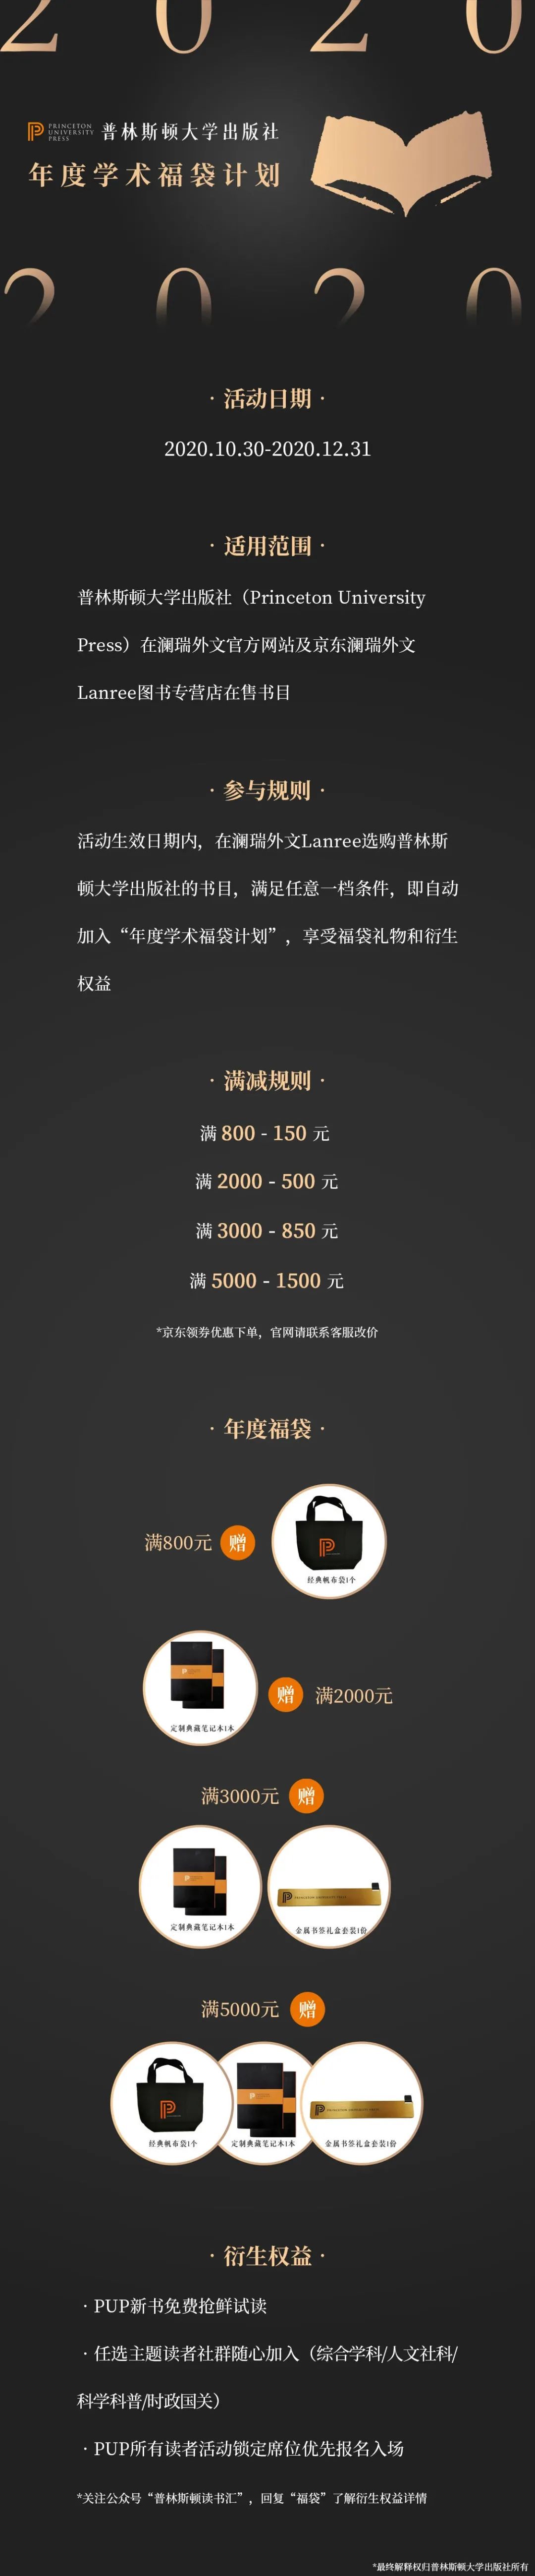 2 0 2 0
PRINCETON
UNIVERSITY
PRESS
普林斯顿大学出版社
年度学术福袋计划
2 0 2 0
· 活动日期 ·
2020.10.30-2020.12.31
· 适用范围 ·
普林斯顿大学出版社（Princeton University
Press）在澜瑞外文官方网站及京东澜瑞外文
Lanree图书专营店在售书目
· 参与规则 ·
活动生效日期内，在澜瑞外文Lanree选购普林斯
顿大学出版社的书目，满足任意一档条件，即自动
加入“年度学术福袋计划”，享受福袋礼物和衍生
权益
· 满减规则 ·
满 800 - 150 元
满 2000 - 500 元
满 3000 - 850 元
满 5000 - 1500 元
*京东领券优惠下单，官网请联系客服改价
· 年度福袋 ·
满800元 赠
经典帆布袋1个
赠 满2000元
定制典藏笔记本1本
满3000元 赠
定制典藏笔记本1本
金属书签礼盒套装1份
满5000元 赠
经典帆布袋1个
定制典藏笔记本1本
金属书签礼盒套装1份
· 衍生权益 ·
· PUP新书免费抢鲜试读
· 任选主题读者社群随心加入（综合学科/人文社科/
科学科普/时政国关）
· PUP所有读者活动锁定席位优先报名入场
*关注公众号“普林斯顿读书汇”，回复“福袋”了解衍生权益详情
*最终解释权归普林斯顿大学出版社所有